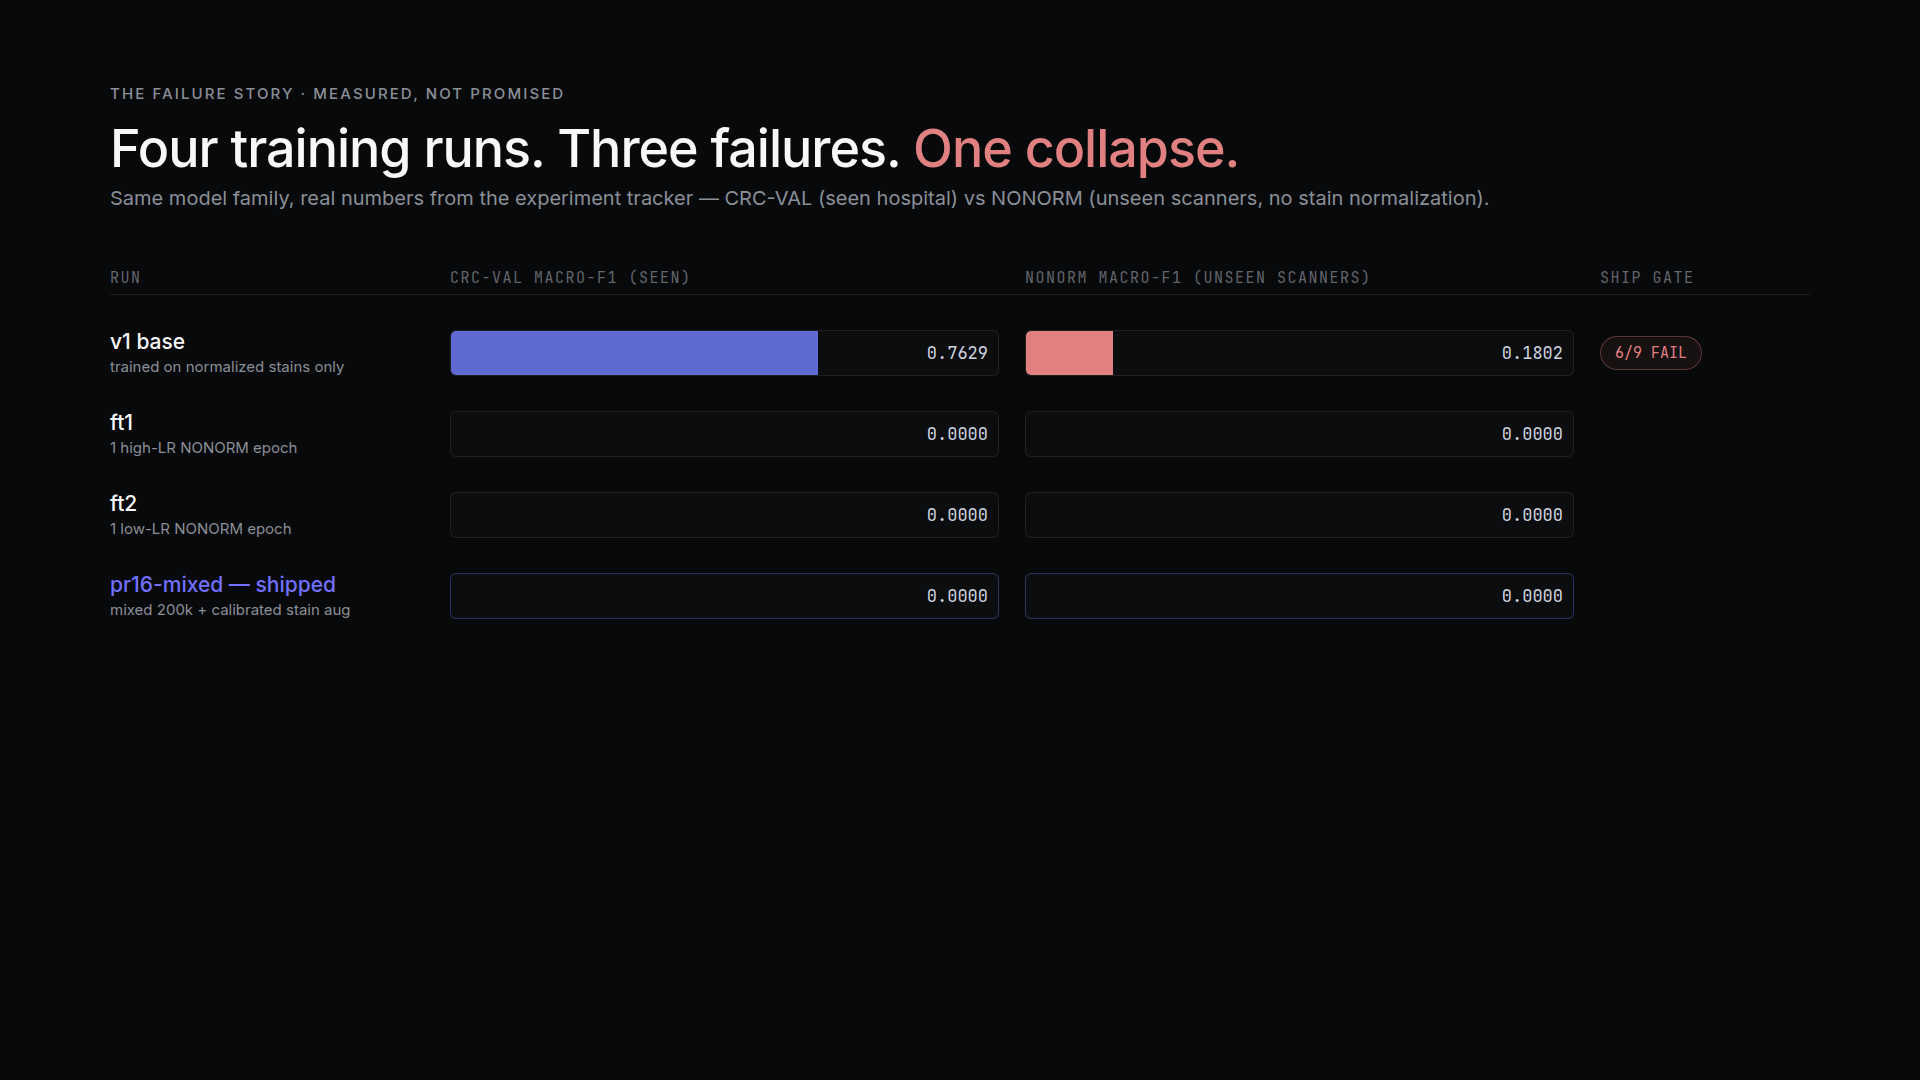 THE FAILURE STORY · MEASURED, NOT PROMISED
Four training runs. Three failures. One collapse.
Same model family, real numbers from the experiment tracker — CRC-VAL (seen hospital) vs NONORM (unseen scanners, no stain normalization).
RUN CRC-VAL MACRO-F1 (SEEN) NONORM MACRO-F1 (UNSEEN SCANNERS) SHIP GATE
v1 base
trained on normalized stains only
0.7629 0.1802 6/9 FAIL
ft1
1 high-LR NONORM epoch
0.0000 0.0000
ft2
1 low-LR NONORM epoch
0.0000 0.0000
pr16-mixed — shipped
mixed 200k + calibrated stain aug
0.0000 0.0000